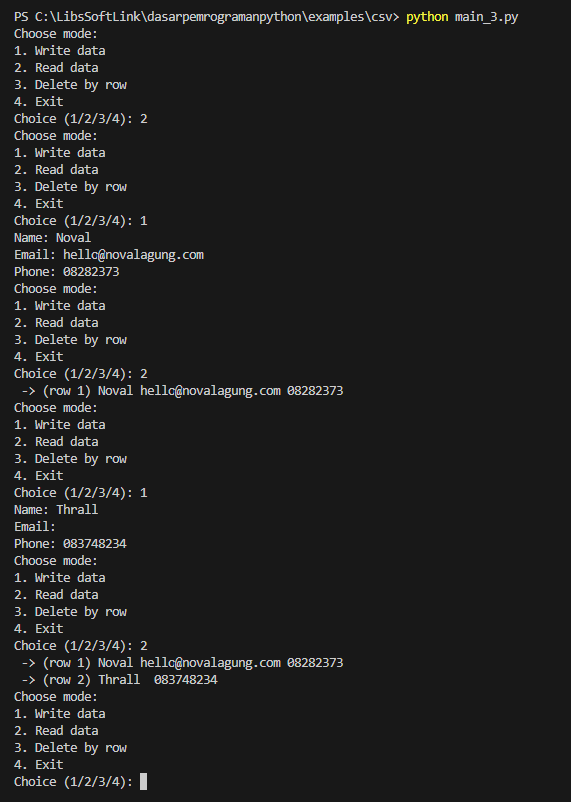 PS C:\LibsSoftLink\dasarpemrogramanpython\examples\csv> python main_3.py
Choose mode:
1. Write data
2. Read data
3. Delete by row
4. Exit
Choice (1/2/3/4): 2
Choose mode:
1. Write data
2. Read data
3. Delete by row
4. Exit
Choice (1/2/3/4): 1
Name: Noval
Email: hello@novalagung.com
Phone: 08282373
Choose mode:
1. Write data
2. Read data
3. Delete by row
4. Exit
Choice (1/2/3/4): 2
 -> (row 1) Noval hello@novalagung.com 08282373
Choose mode:
1. Write data
2. Read data
3. Delete by row
4. Exit
Choice (1/2/3/4): 1
Name: Thrall
Email:
Phone: 083748234
Choose mode:
1. Write data
2. Read data
3. Delete by row
4. Exit
Choice (1/2/3/4): 2
 -> (row 1) Noval hello@novalagung.com 08282373
 -> (row 2) Thrall  083748234
Choose mode:
1. Write data
2. Read data
3. Delete by row
4. Exit
Choice (1/2/3/4):